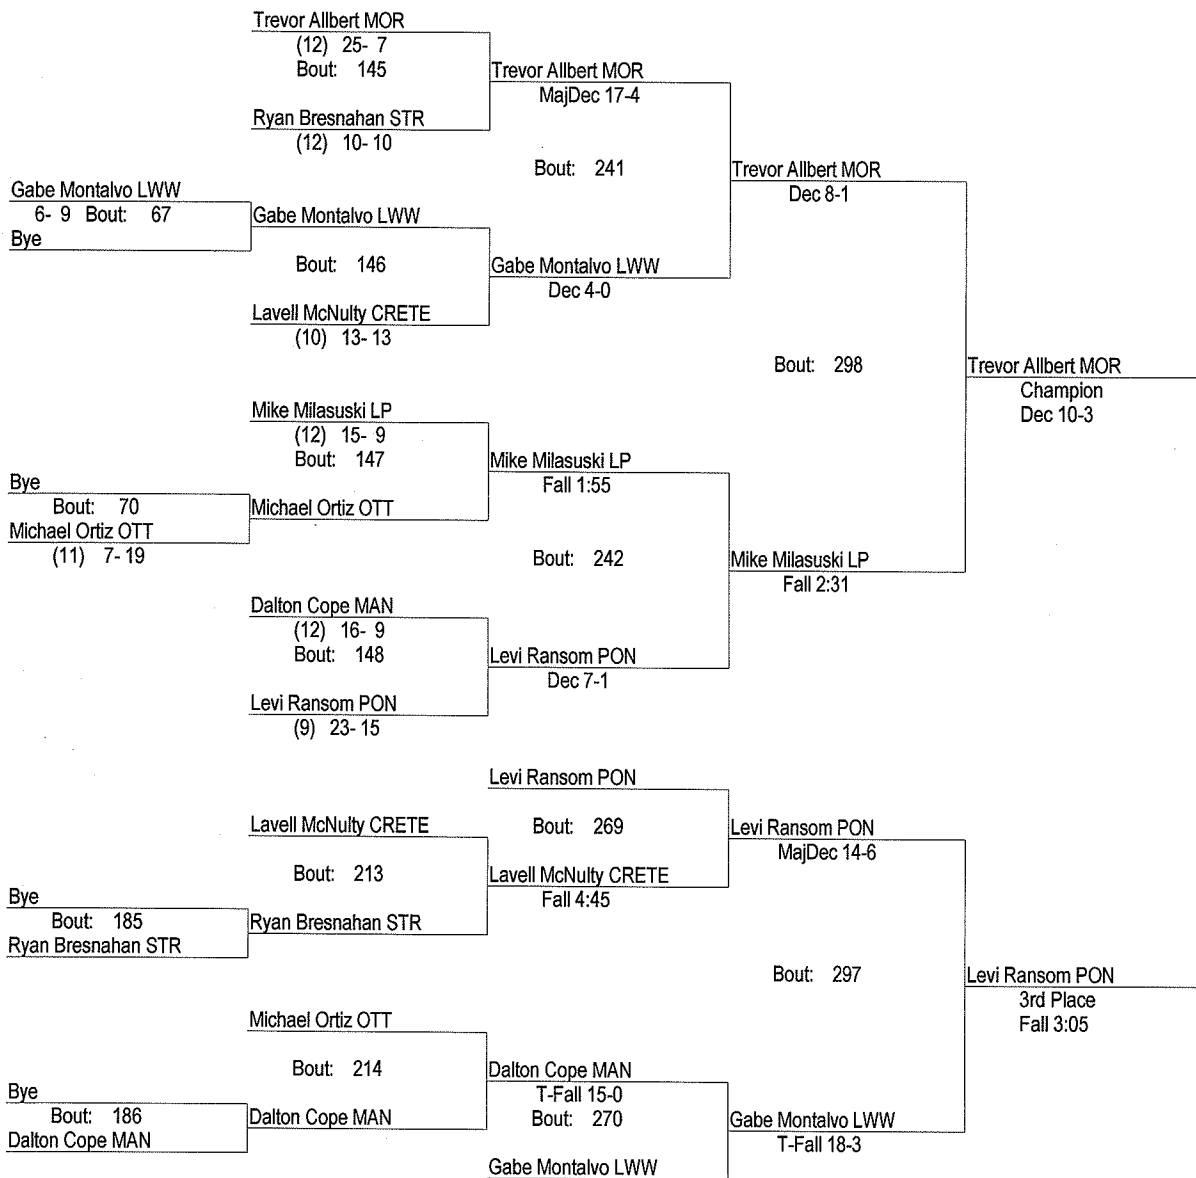 Trevor Allbert MOR
(12) 25- 7
Bout: 145
Trevor Allbert MOR
MajDec 17-4
Ryan Bresnahan STR
(12) 10- 10
Bout: 241
Trevor Allbert MOR
Dec 8-1
Gabe Montalvo LWW
6- 9 Bout: 67
Bye
Gabe Montalvo LWW
Bout: 146
Gabe Montalvo LWW
Dec 4-0
Lavell McNulty CRETE
(10) 13- 13
Bout: 298
Trevor Allbert MOR
Champion
Dec 10-3
Mike Milasuski LP
(12) 15- 9
Bout: 147
Mike Milasuski LP
Fall 1:55
Bye
Bout: 70
Michael Ortiz OTT
(11) 7- 19
Michael Ortiz OTT
Bout: 242
Mike Milasuski LP
Fall 2:31
Dalton Cope MAN
(12) 16- 9
Bout: 148
Levi Ransom PON
Dec 7-1
Levi Ransom PON
(9) 23- 15
Levi Ransom PON
Lavell McNulty CRETE
Bout: 269
Levi Ransom PON
MajDec 14-6
Bout: 213
Lavell McNulty CRETE
Fall 4:45
Bye
Bout: 185
Ryan Bresnahan STR
Ryan Bresnahan STR
Bout: 297
Levi Ransom PON
3rd Place
Fall 3:05
Michael Ortiz OTT
Bout: 214
Dalton Cope MAN
T-Fall 15-0
Bout: 270
Bye
Bout: 186
Dalton Cope MAN
Dalton Cope MAN
Gabe Montalvo LWW
T-Fall 18-3
Gabe Montalvo LWW